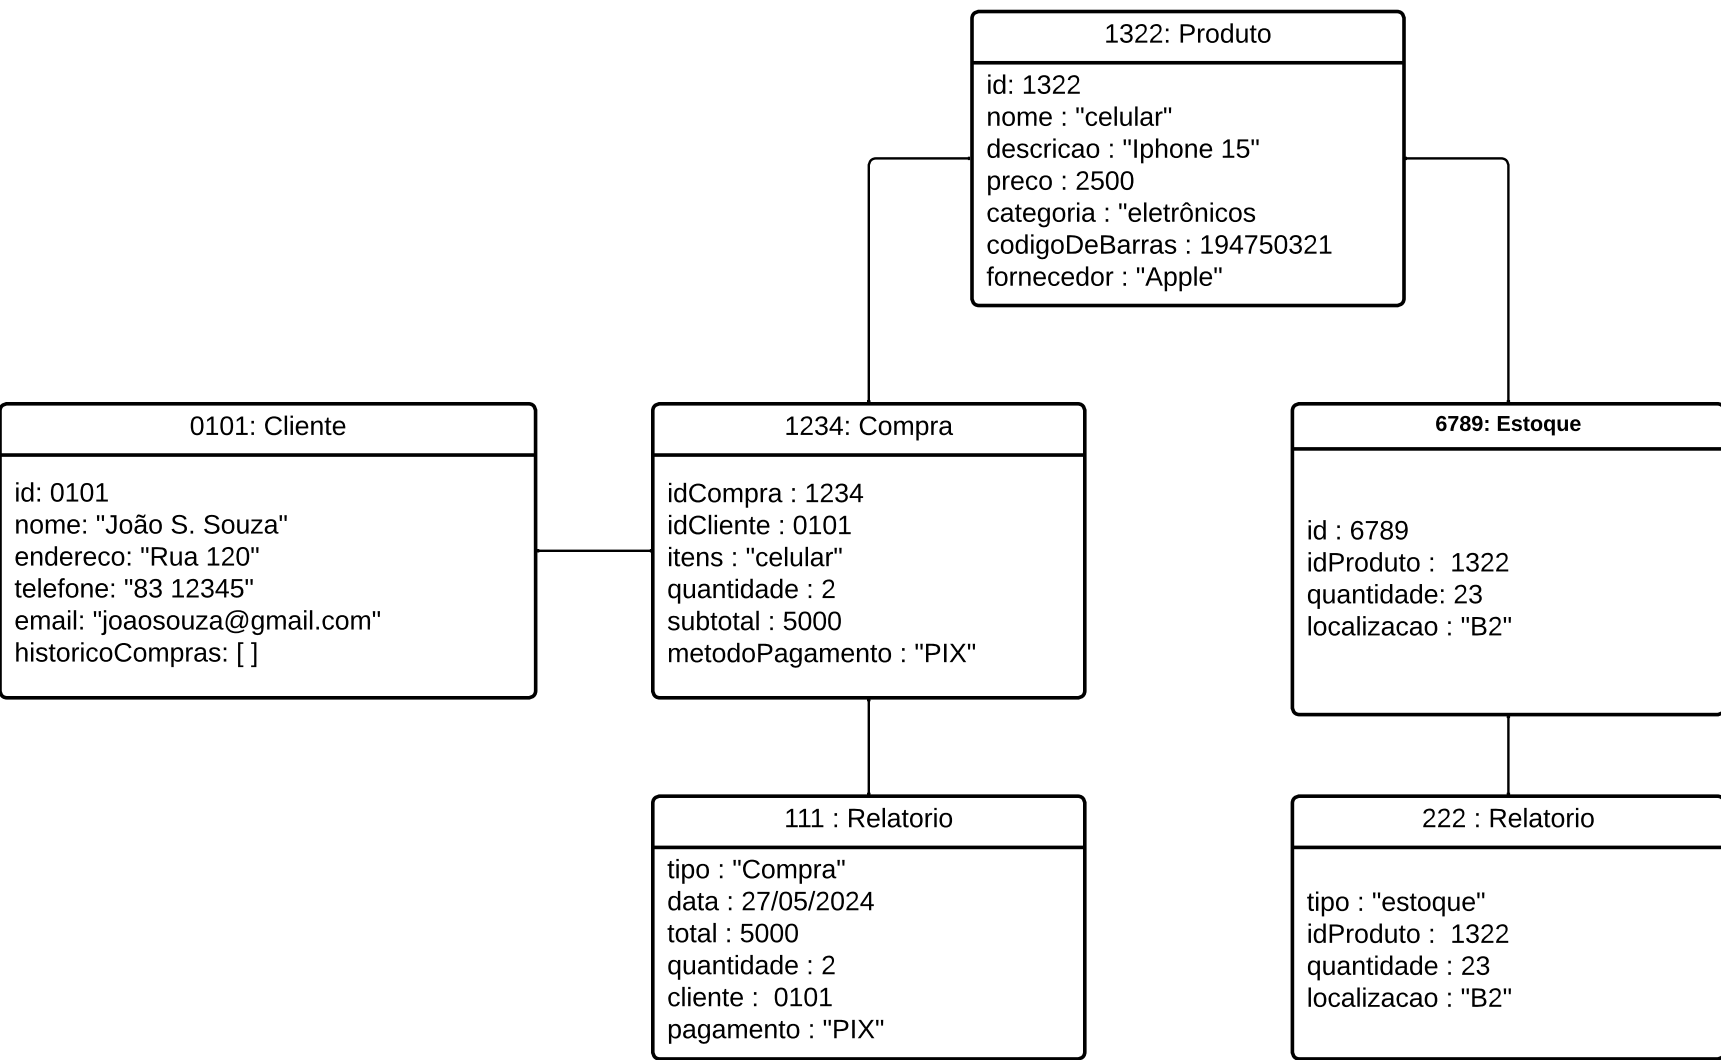 1322: Produto
id: 1322
nome : "celular"
descricao : "Iphone 15"
preco : 2500
categoria : "eletrônicos
codigoDeBarras : 194750321
fornecedor : "Apple"
0101: Cliente
id: 0101
nome: "João S. Souza"
endereco: "Rua 120"
telefone: "83 12345"
email: "joaosouza@gmail.com"
historicoCompras: [ ]
1234: Compra
idCompra : 1234
idCliente : 0101
itens : "celular"
quantidade : 2
subtotal : 5000
metodoPagamento : "PIX"
6789: Estoque
id : 6789
idProduto :  1322
quantidade: 23
localizacao : "B2"
111 : Relatorio
tipo : "Compra"
data : 27/05/2024
total : 5000
quantidade : 2
cliente :  0101
pagamento : "PIX"
222 : Relatorio
tipo : "estoque"
idProduto :  1322
quantidade : 23
localizacao : "B2"